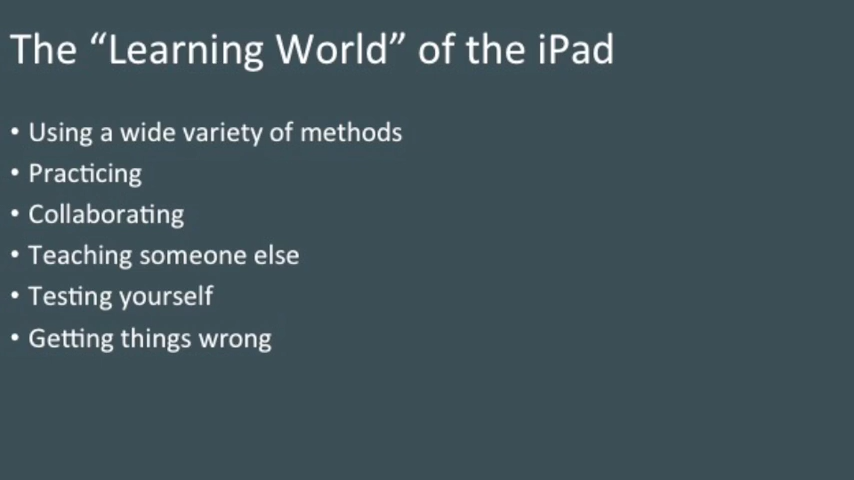 The “Learning World” of the iPad
• Using a wide variety of methods
• Practicing
• Collaborating
• Teaching someone else
• Testing yourself
• Getting things wrong